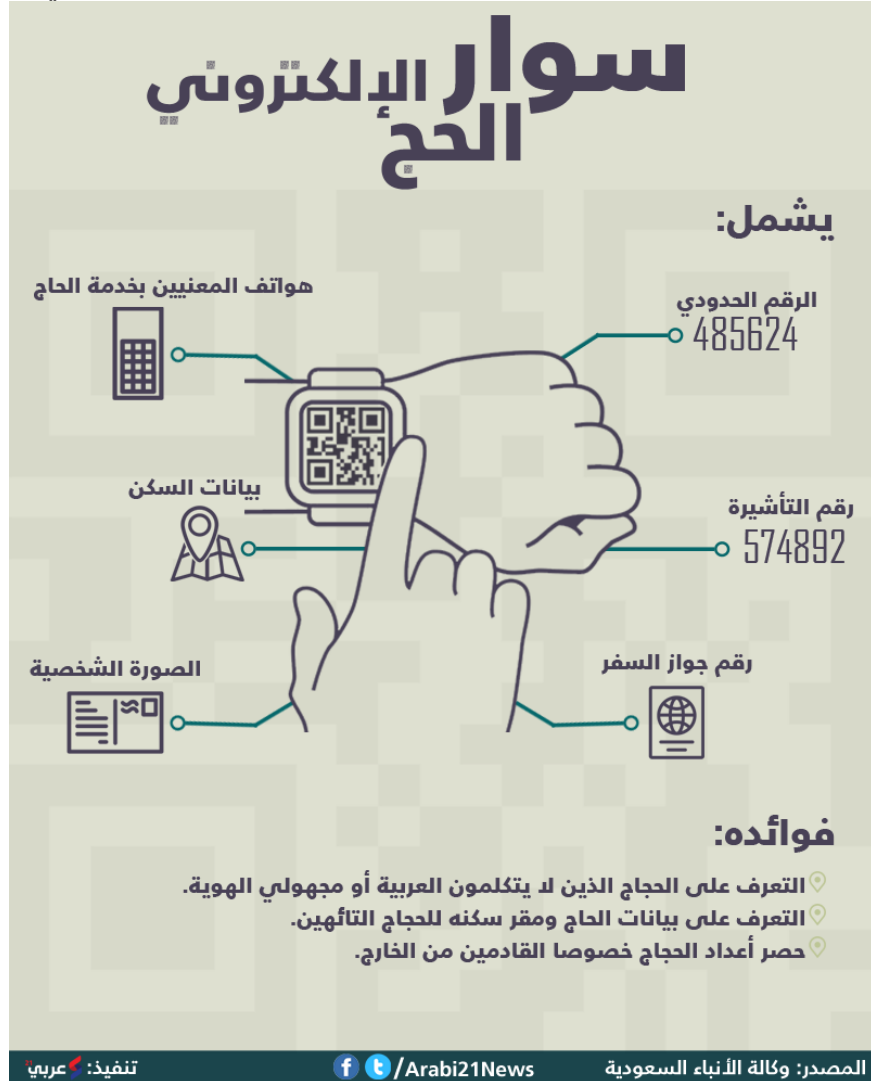 سوار الإلكتروني
الحج
يشمل:
الرقم الحدودي
485624
هواتف المعنيين بخدمة الحاج
رقم التأشيرة
574892
بيانات السكن
رقم جواز السفر
الصورة الشخصية
فوائده:
التعرف على الحجاج الذين لا يتكلمون العربية أو مجهولي الهوية.
التعرف على بيانات الحاج ومقر سكنه للحجاج التائهين.
حصر أعداد الحجاج خصوصا القادمين من الخارج.
المصدر: وكالة الأنباء السعودية
/Arabi21News
تنفيذ: عربي21